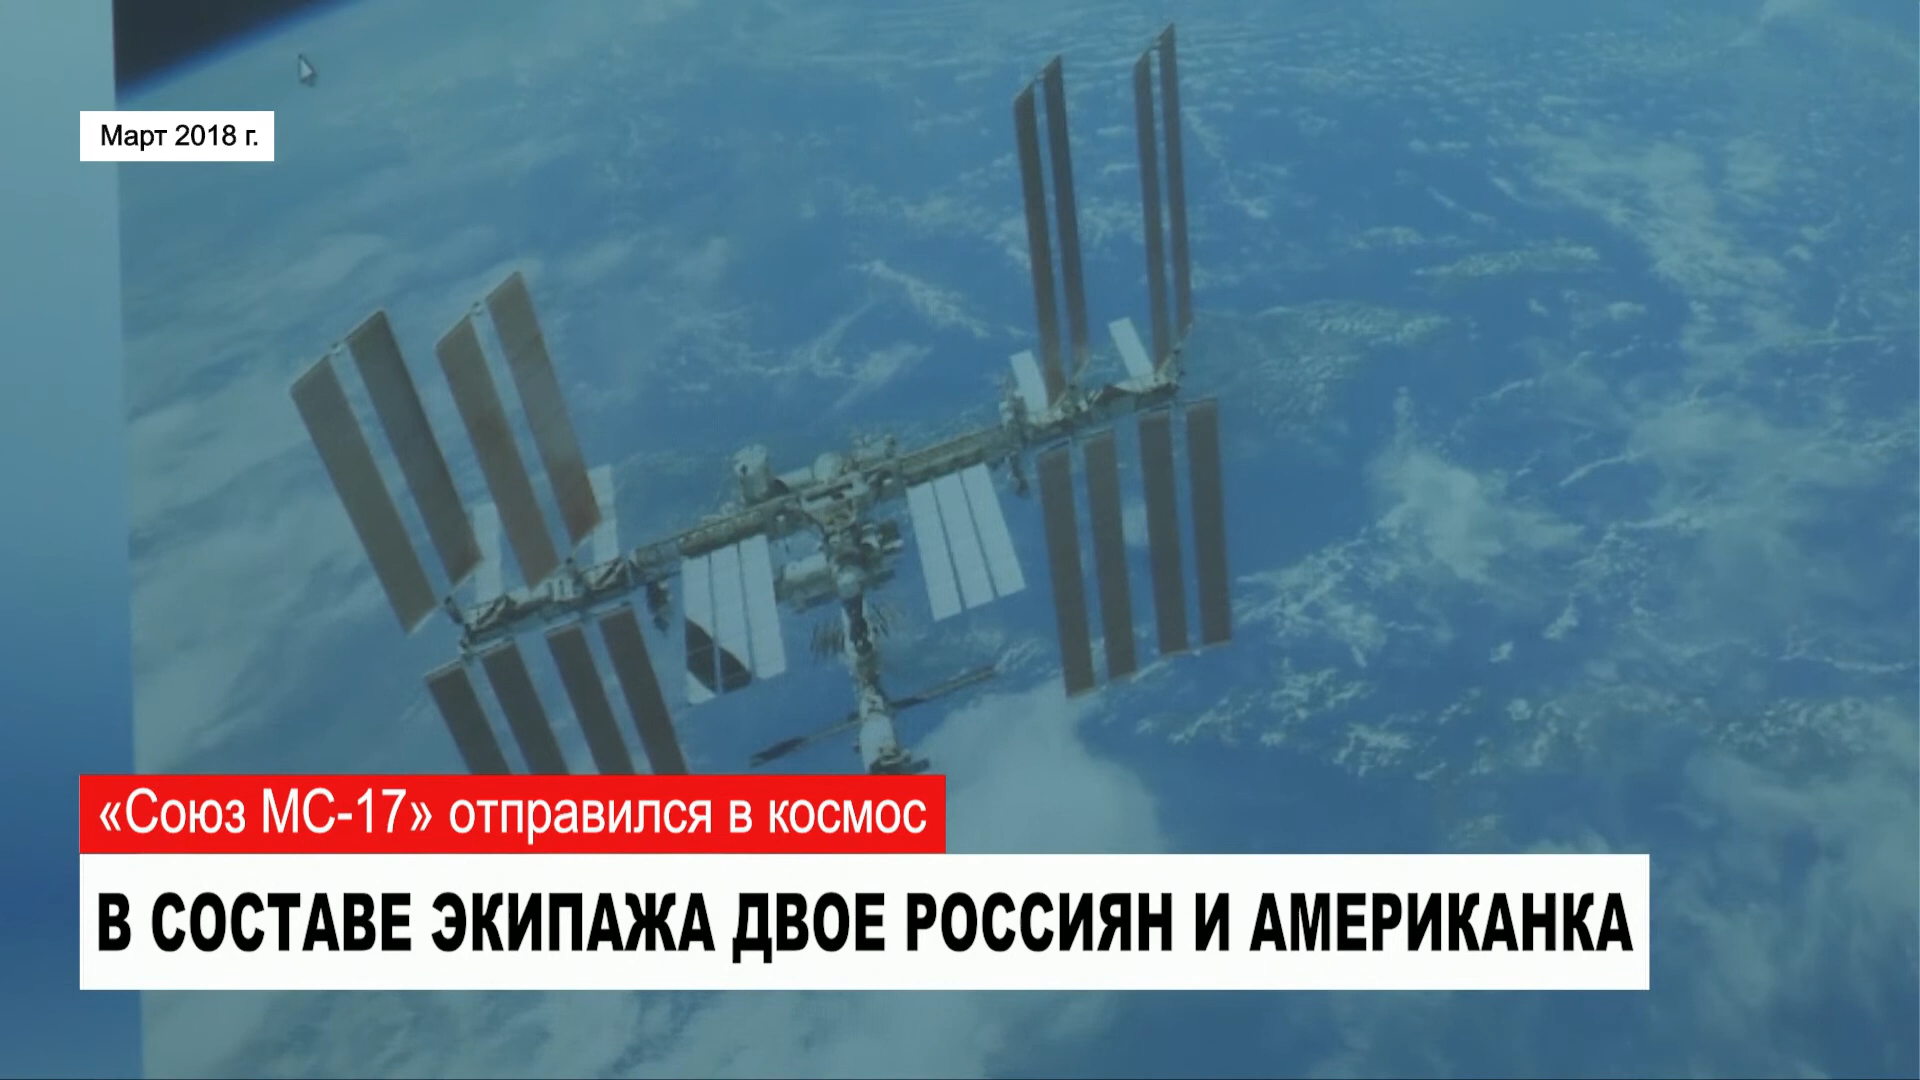 Март 2018 г.
«Союз МС-17» отправился в космос
В СОСТАВЕ ЭКИПАЖА ДВОЕ РОССИЯН И АМЕРИКАНКА